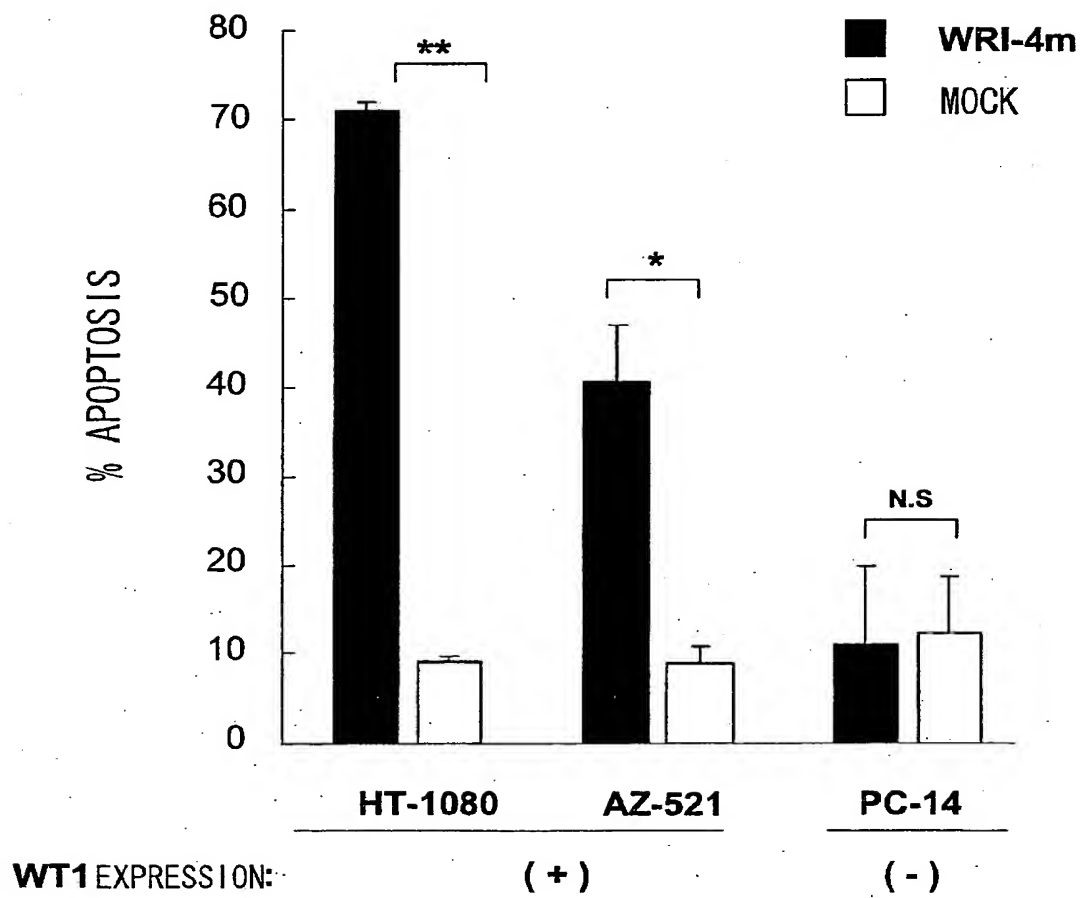 80
70
60
50
40
30
20
10
0
% APOPTOSIS
**
*
N.S
WRI-4m
MOCK
HT-1080 AZ-521 PC-14
WT1 EXPRESSION: (+) (-)